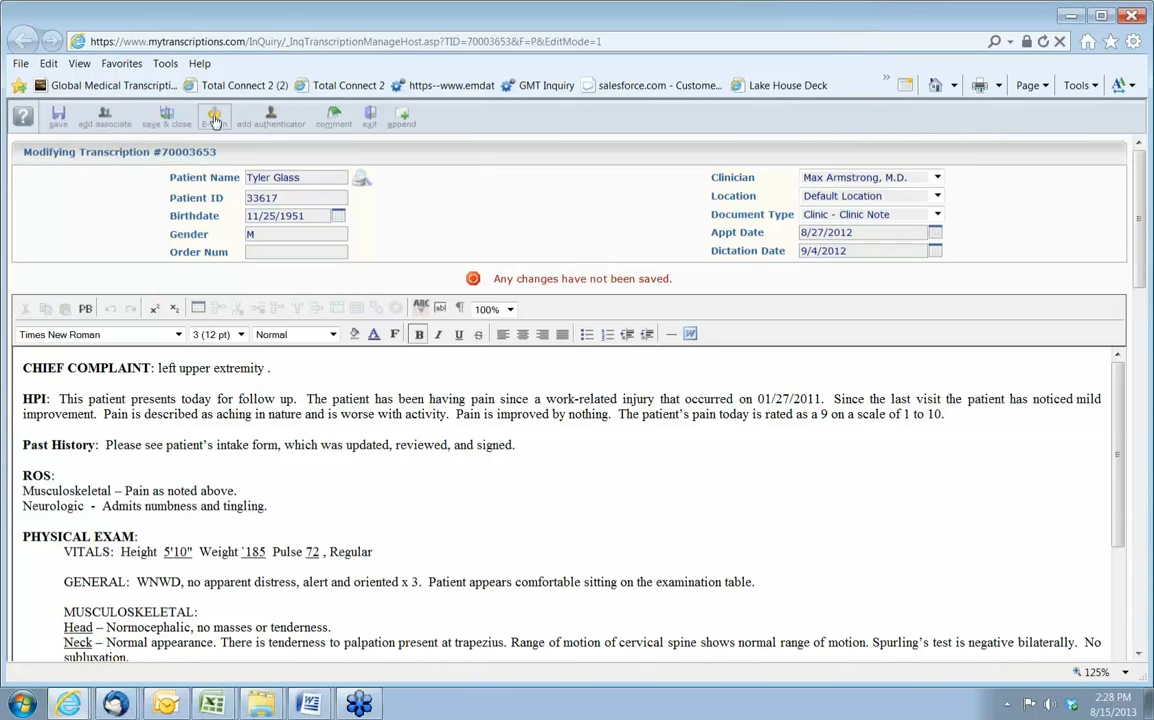 https://www.mytranscriptions.com/InQuiry/_InqTranscriptionManageHost.asp?TID=70003653&F=P&EditMode=1
File Edit View Favorites Tools Help
Global Medical Transcripti... Total Connect 2 (2) Total Connect 2 https--www.emdat GMT Inquiry salesforce.com - Custome... Lake House Deck » Page Tools
? save add associate save & close add authenticator comment exit append
Modifying Transcription #70003653
Patient Name Tyler Glass Clinician Max Armstrong, M.D.
Patient ID 33617 Location Default Location
Birthdate 11/25/1951 Document Type Clinic - Clinic Note
Gender M Appt Date 8/27/2012
Order Num Dictation Date 9/4/2012
Any changes have not been saved.
PB x² x₂ ABC ab| ¶ 100%
Times New Roman 3 (12 pt) Normal A F B I U S W
CHIEF COMPLAINT: left upper extremity .
HPI: This patient presents today for follow up. The patient has been having pain since a work-related injury that occurred on 01/27/2011. Since the last visit the patient has noticed mild
improvement. Pain is described as aching in nature and is worse with activity. Pain is improved by nothing. The patient's pain today is rated as a 9 on a scale of 1 to 10.
Past History: Please see patient's intake form, which was updated, reviewed, and signed.
ROS:
Musculoskeletal – Pain as noted above.
Neurologic - Admits numbness and tingling.
PHYSICAL EXAM:
VITALS: Height 5'10" Weight `185 Pulse 72 , Regular
GENERAL: WNWD, no apparent distress, alert and oriented x 3. Patient appears comfortable sitting on the examination table.
MUSCULOSKELETAL:
Head – Normocephalic, no masses or tenderness.
Neck – Normal appearance. There is tenderness to palpation present at trapezius. Range of motion of cervical spine shows normal range of motion. Spurling's test is negative bilaterally. No
subluxation.
125%
2:28 PM
8/15/2013